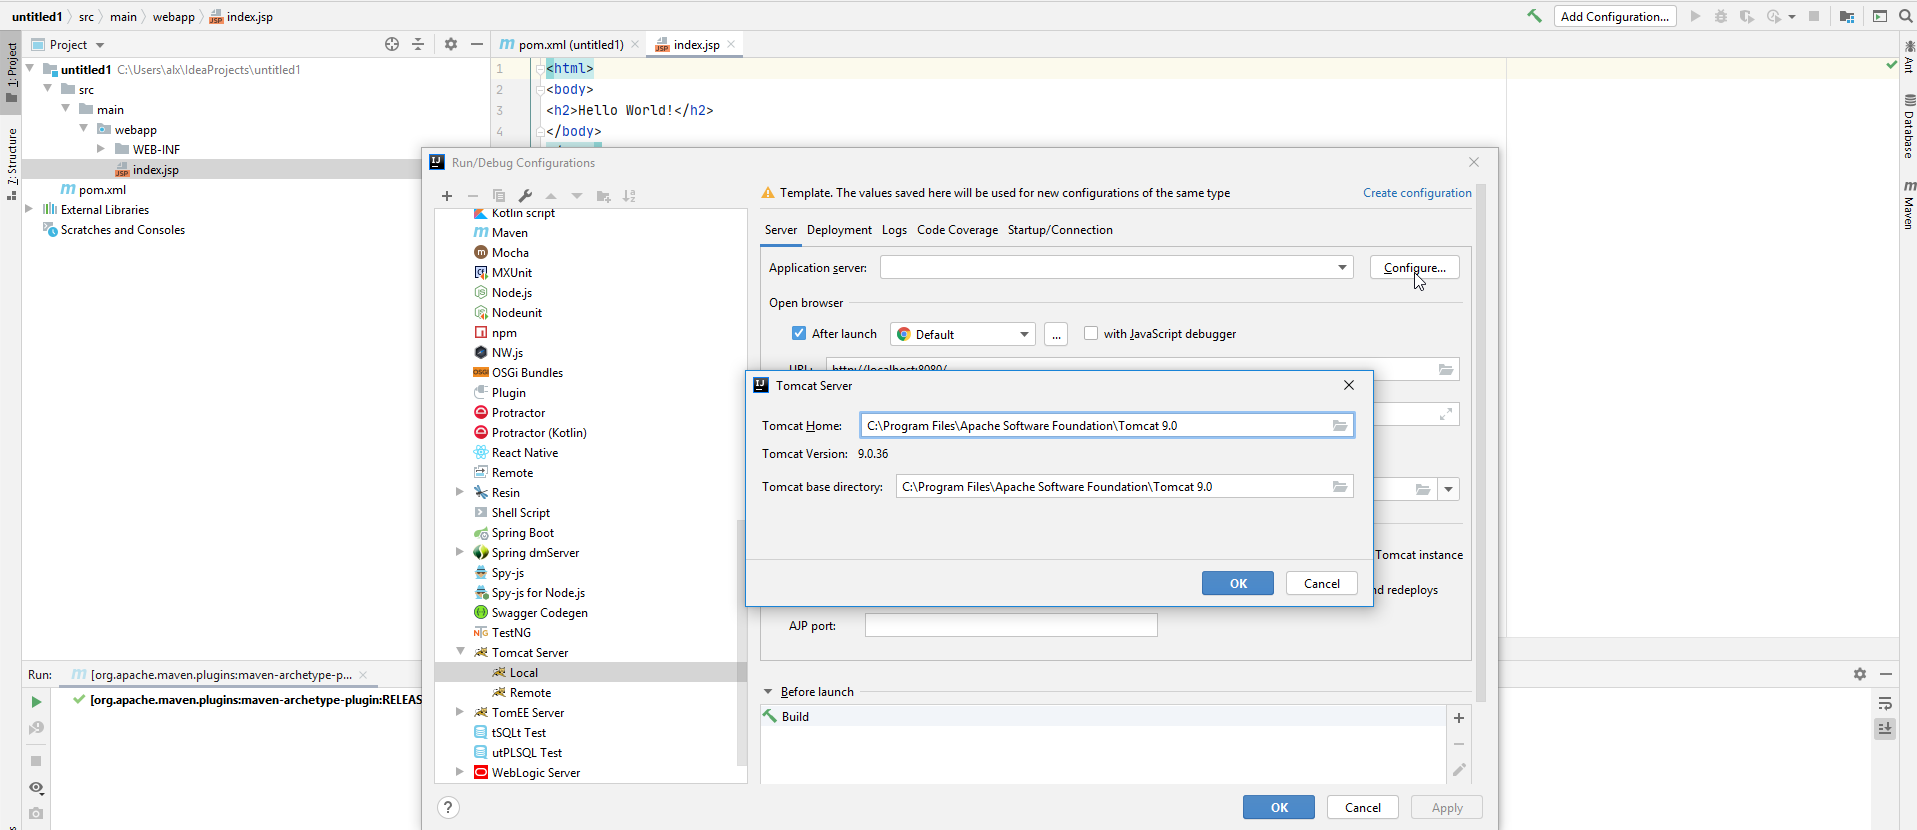 untitled1 src main webapp index.jsp
Add Configuration...
Project
pom.xml (untitled1)
index.jsp
1: Project
7: Structure
untitled1 C:\Users\alx\IdeaProjects\untitled1
src
main
webapp
WEB-INF
index.jsp
pom.xml
External Libraries
Scratches and Consoles
1 <html>
2 <body>
3 <h2>Hello World!</h2>
4 </body>
Ant
Database
Maven
Run/Debug Configurations
Kotlin script
Maven
Mocha
MXUnit
Node.js
Nodeunit
npm
NW.js
OSGi Bundles
Plugin
Protractor
Protractor (Kotlin)
React Native
Remote
Resin
Shell Script
Spring Boot
Spring dmServer
Spy-js
Spy-js for Node.js
Swagger Codegen
TestNG
Tomcat Server
Local
Remote
TomEE Server
tSQLt Test
utPLSQL Test
WebLogic Server
Template. The values saved here will be used for new configurations of the same type
Create configuration
Server Deployment Logs Code Coverage Startup/Connection
Application server:
Configure...
Open browser
After launch
Default
...
with JavaScript debugger
URL: http://localhost:8080/
Tomcat Server
Tomcat Home: C:\Program Files\Apache Software Foundation\Tomcat 9.0
Tomcat Version: 9.0.36
Tomcat base directory: C:\Program Files\Apache Software Foundation\Tomcat 9.0
OK Cancel
Tomcat instance
nd redeploys
AJP port:
Before launch
Build
OK Cancel Apply
Run: [org.apache.maven.plugins:maven-archetype-p...
[org.apache.maven.plugins:maven-archetype-plugin:RELEAS